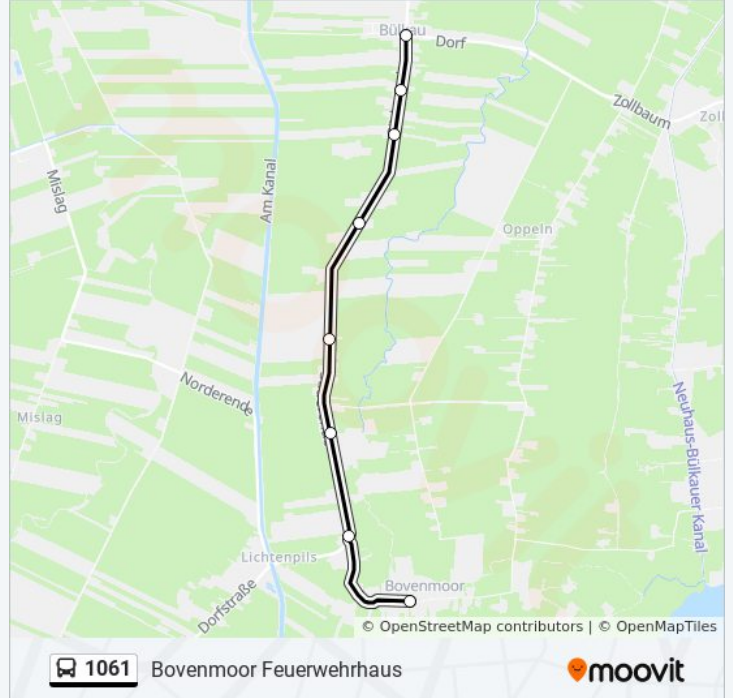 Bülkau
Dorf
Zollbaum
Zoll
Mislag
Am Kanal
Oppeln
Norderende
Mislag
Neuhaus-Bülkauer Kanal
Lichtenpils
Bovenmoor
Dorfstraße
© OpenStreetMap contributors | © OpenMapTiles
1061 Bovenmoor Feuerwehrhaus
moovit